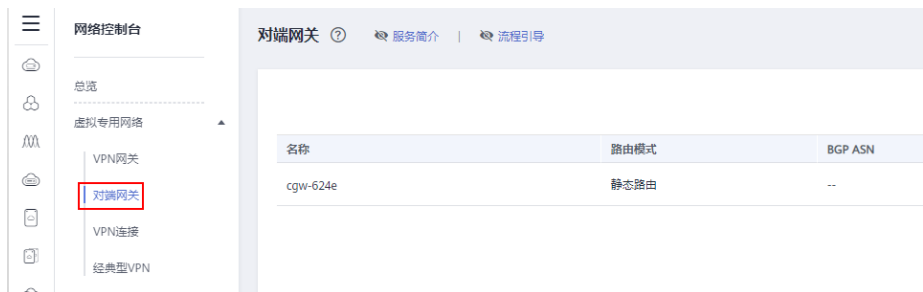 网络控制台
总览
虚拟专用网络
VPN网关
对端网关
VPN连接
经典型VPN
对端网关 服务简介 | 流程引导
名称 路由模式 BGP ASN
cgw-624e 静态路由 --